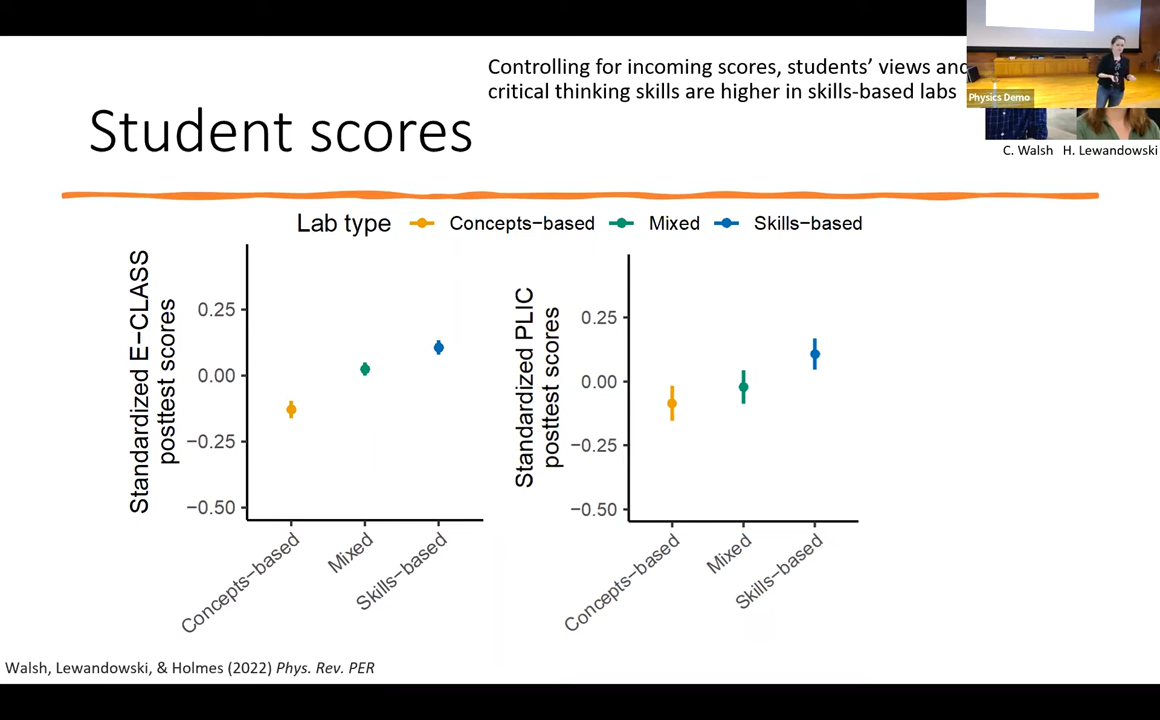 Controlling for incoming scores, students’ views and
critical thinking skills are higher in skills-based labs
Physics Demo
C. Walsh H. Lewandowski
Student scores
Lab type Concepts−based Mixed Skills−based
Standardized E−CLASS
posttest scores
0.25
0.00
−0.25
−0.50
Concepts−based
Mixed
Skills−based
Standardized PLIC
posttest scores
0.25
0.00
−0.25
−0.50
Concepts−based
Mixed
Skills−based
Walsh, Lewandowski, & Holmes (2022) Phys. Rev. PER